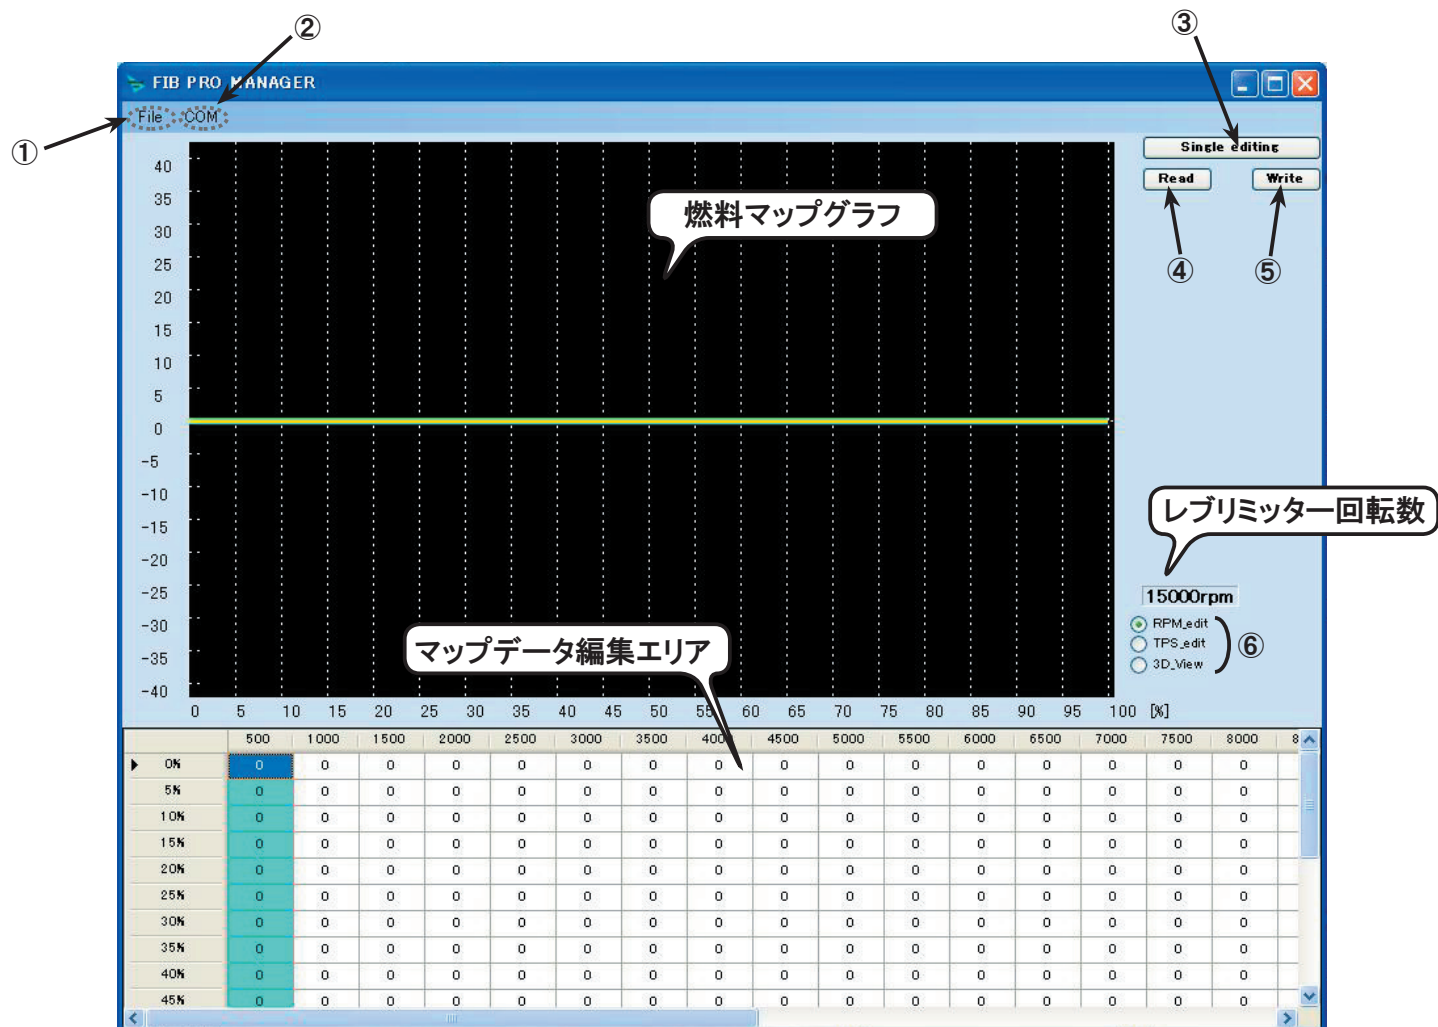 ② ③
FIB PRO MANAGER
① File COM
Single editing
Read Write
④ ⑤
燃料マップグラフ
40
35
30
25
20
15
10
5
0
-5
-10
-15
-20
-25
-30
-35
-40
レブリミッター回転数
15000rpm
RPM_edit
TPS_edit
3D_View
⑥
マップデータ編集エリア
0 5 10 15 20 25 30 35 40 45 50 55 60 65 70 75 80 85 90 95 100 [%]
500 1000 1500 2000 2500 3000 3500 4000 4500 5000 5500 6000 6500 7000 7500 8000 8
0% 0 0 0 0 0 0 0 0 0 0 0 0 0 0 0 0
5% 0 0 0 0 0 0 0 0 0 0 0 0 0 0 0 0
10% 0 0 0 0 0 0 0 0 0 0 0 0 0 0 0 0
15% 0 0 0 0 0 0 0 0 0 0 0 0 0 0 0 0
20% 0 0 0 0 0 0 0 0 0 0 0 0 0 0 0 0
25% 0 0 0 0 0 0 0 0 0 0 0 0 0 0 0 0
30% 0 0 0 0 0 0 0 0 0 0 0 0 0 0 0 0
35% 0 0 0 0 0 0 0 0 0 0 0 0 0 0 0 0
40% 0 0 0 0 0 0 0 0 0 0 0 0 0 0 0 0
45% 0 0 0 0 0 0 0 0 0 0 0 0 0 0 0 0